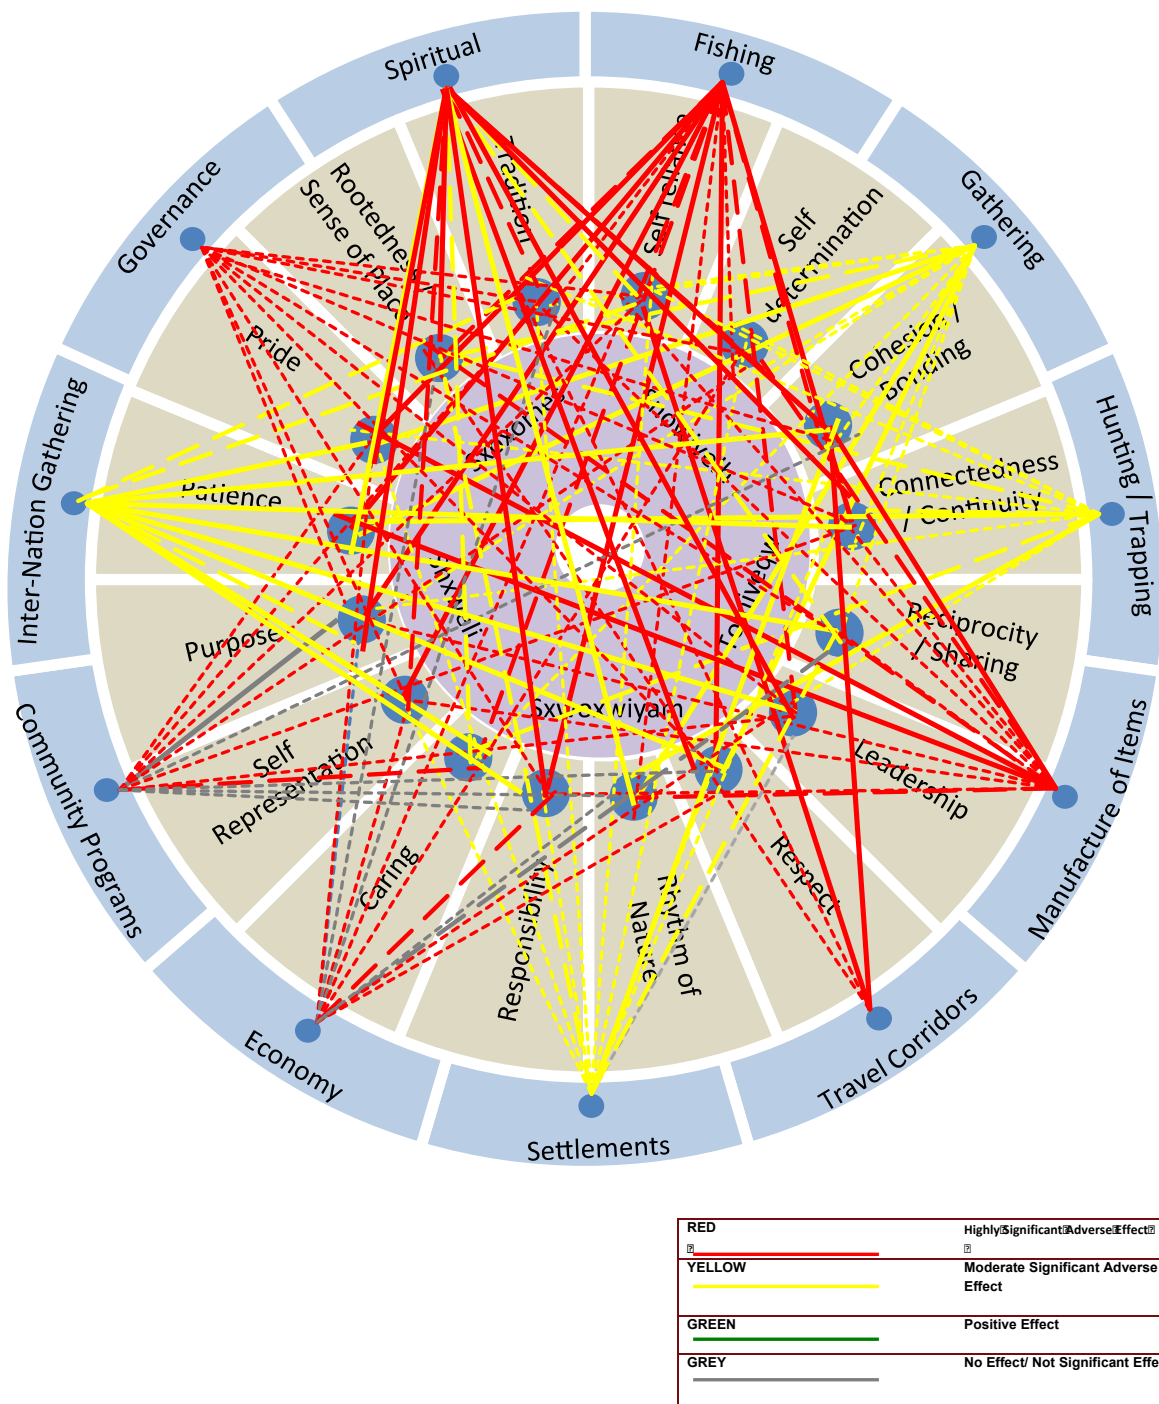 Spiritual
Fishing
Gathering
Hunting /
Trapping
Manufacture of Items
Travel Corridors
Settlements
Economy
Community Programs
Inter-Nation Gathering
Governance
Self
determination
Cohesion /
Bonding
Connectedness
/ Continuity
Reciprocity
/ Sharing
Leadership
Respect
Rhythm of
Nature
Responsibility
Caring
Self
Representation
Purpose
Patience
Pride
Rootedness /
Sense of Place
Tradition
Self reliance
RED
Highly Significant Adverse Effect
YELLOW
Moderate Significant Adverse
Effect
GREEN
Positive Effect
GREY
No Effect/ Not Significant Effe